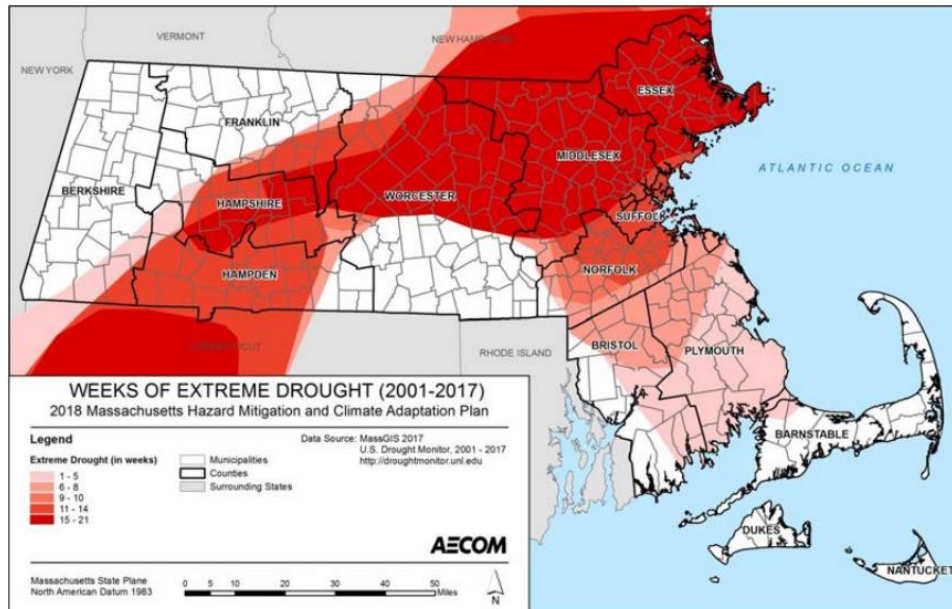 VERMONT
NEW HAMPSHIRE
NEW YORK
ESSEX
FRANKLIN
MIDDLESEX
ATLANTIC OCEAN
BERKSHIRE
WORCESTER
HAMPSHIRE
SUFFOLK
HAMPDEN
NORFOLK
CONNECTICUT
RHODE ISLAND
BRISTOL
PLYMOUTH
BARNSTABLE
DUKES
NANTUCKET
WEEKS OF EXTREME DROUGHT (2001-2017)
2018 Massachusetts Hazard Mitigation and Climate Adaptation Plan
Legend
Data Source: MassGIS 2017
U.S. Drought Monitor, 2001 - 2017
http://droughtmonitor.unl.edu
Extreme Drought (in weeks)
1 - 5
6 - 8
9 - 10
11 - 14
15 - 21
Municipalities
Counties
Surrounding States
AECOM
Massachusetts State Plane
North American Datum 1983
0 5 10 20 30 40 50
Miles
N